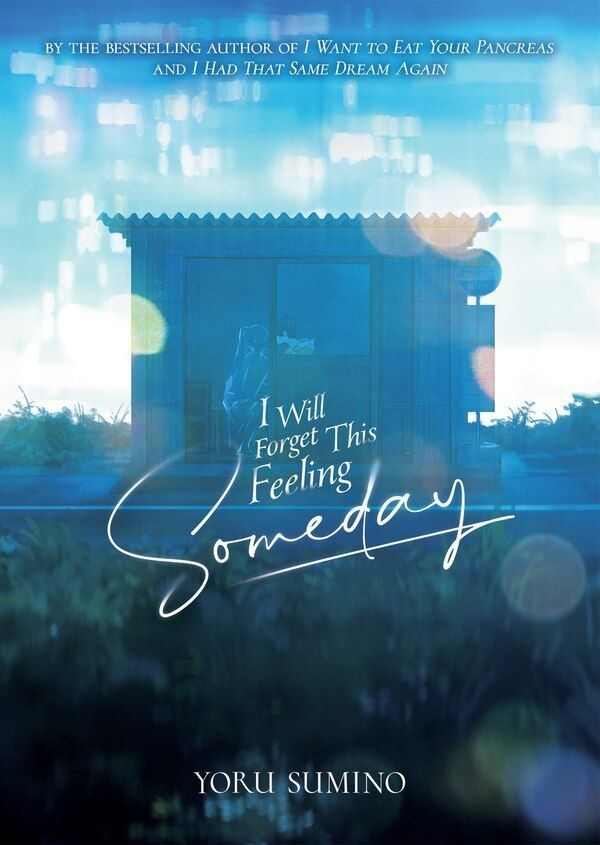 BY THE BESTSELLING AUTHOR OF I WANT TO EAT YOUR PANCREAS
AND I HAD THAT SAME DREAM AGAIN
I Will
Forget This
Feeling
Someday
YORU SUMINO